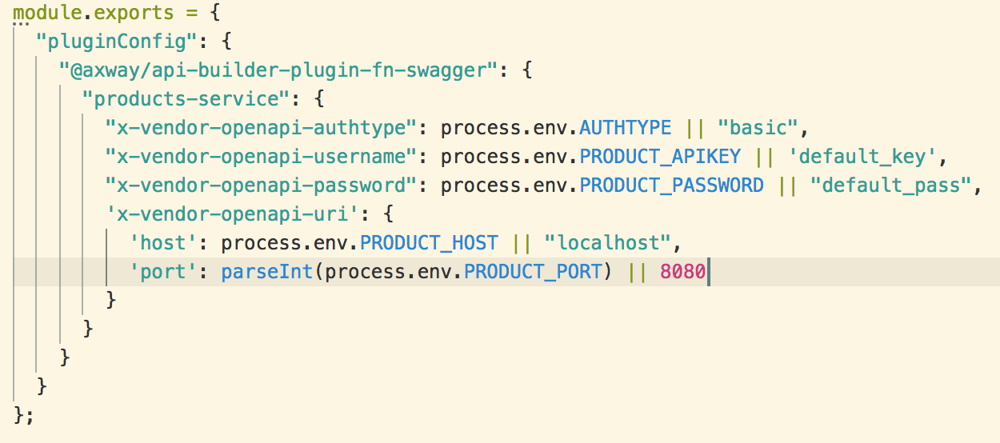 module.exports = {
"pluginConfig": {
"@axway/api-builder-plugin-fn-swagger": {
"products-service": {
"x-vendor-openapi-authtype": process.env.AUTHTYPE || "basic",
"x-vendor-openapi-username": process.env.PRODUCT_APIKEY || 'default_key',
"x-vendor-openapi-password": process.env.PRODUCT_PASSWORD || "default_pass",
'x-vendor-openapi-uri': {
'host': process.env.PRODUCT_HOST || "localhost",
'port': parseInt(process.env.PRODUCT_PORT) || 8080
}
}
}
}
};